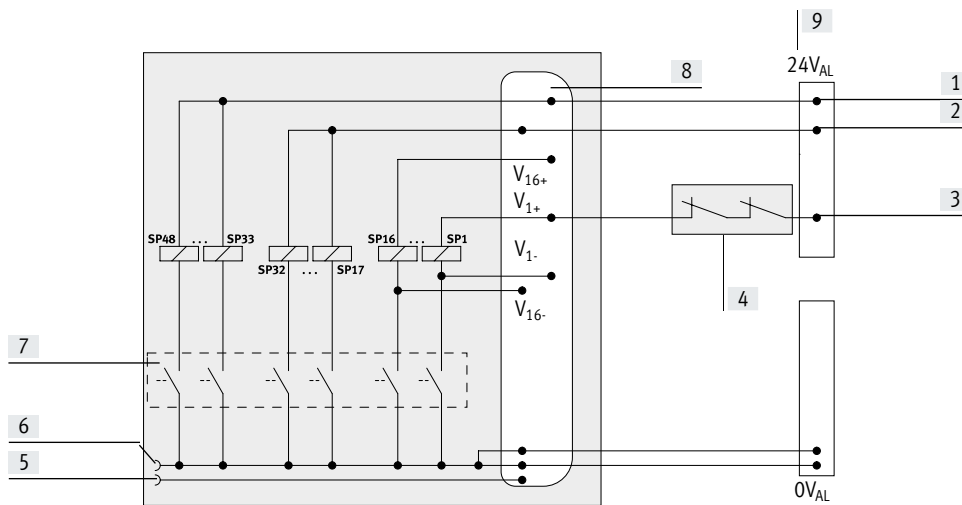 9
24VAL
8
1
2
V16+
V1+
3
SP48 ... SP33
SP16 ... SP1
V1-
SP32 ... SP17
4
V16-
7
6
5
0VAL